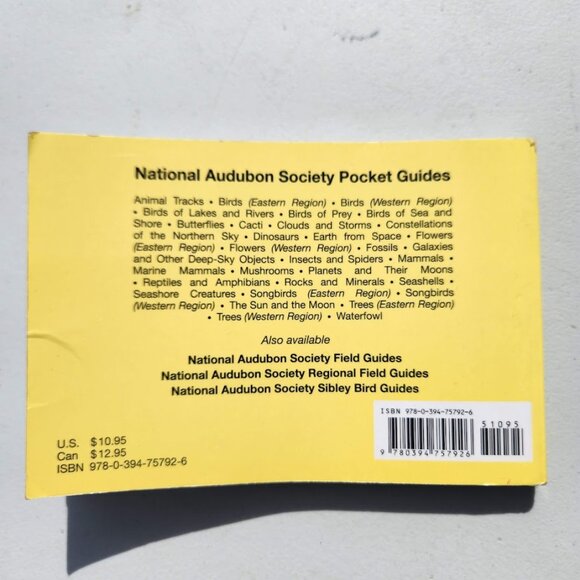 National Audubon Society Pocket Guides
Animal Tracks • Birds (Eastern Region) • Birds (Western Region)
• Birds of Lakes and Rivers • Birds of Prey • Birds of Sea and
Shore • Butterflies • Cacti • Clouds and Storms • Constellations
of the Northern Sky • Dinosaurs • Earth from Space • Flowers
(Eastern Region) • Flowers (Western Region) • Fossils • Galaxies
and Other Deep-Sky Objects • Insects and Spiders • Mammals •
Marine Mammals • Mushrooms • Planets and Their Moons
• Reptiles and Amphibians • Rocks and Minerals • Seashells •
Seashore Creatures • Songbirds (Eastern Region) • Songbirds
(Western Region) • The Sun and the Moon • Trees (Eastern Region)
• Trees (Western Region) • Waterfowl
Also available
National Audubon Society Field Guides
National Audubon Society Regional Field Guides
National Audubon Society Sibley Bird Guides
U.S. $10.95
Can $12.95
ISBN 978-0-394-75792-6
ISBN 978-0-394-75792-6
51095
9 780394 757926